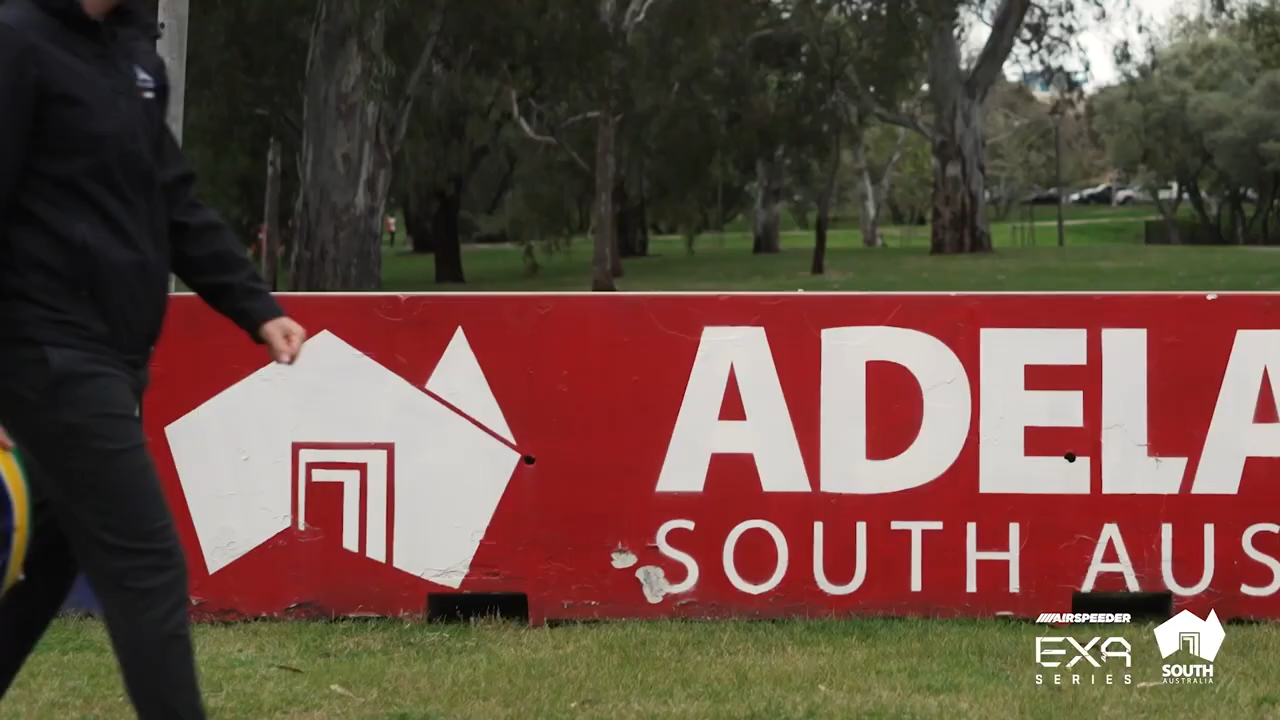 ADELA
SOUTH AUS
AIRSPEEDER
EXA
SERIES
SOUTH
AUSTRALIA